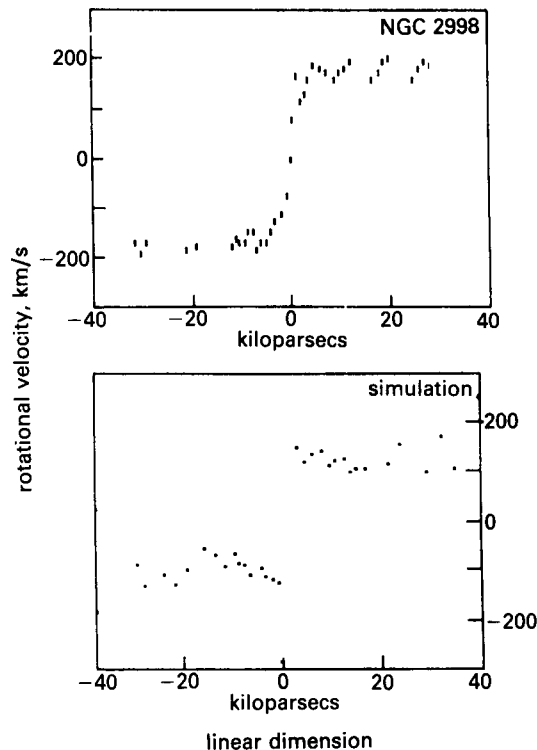 NGC 2998
200
0
−200
−40 −20 0 20 40
kiloparsecs
rotational velocity, km/s
simulation
200
0
−200
−40 −20 0 20 40
kiloparsecs
linear dimension